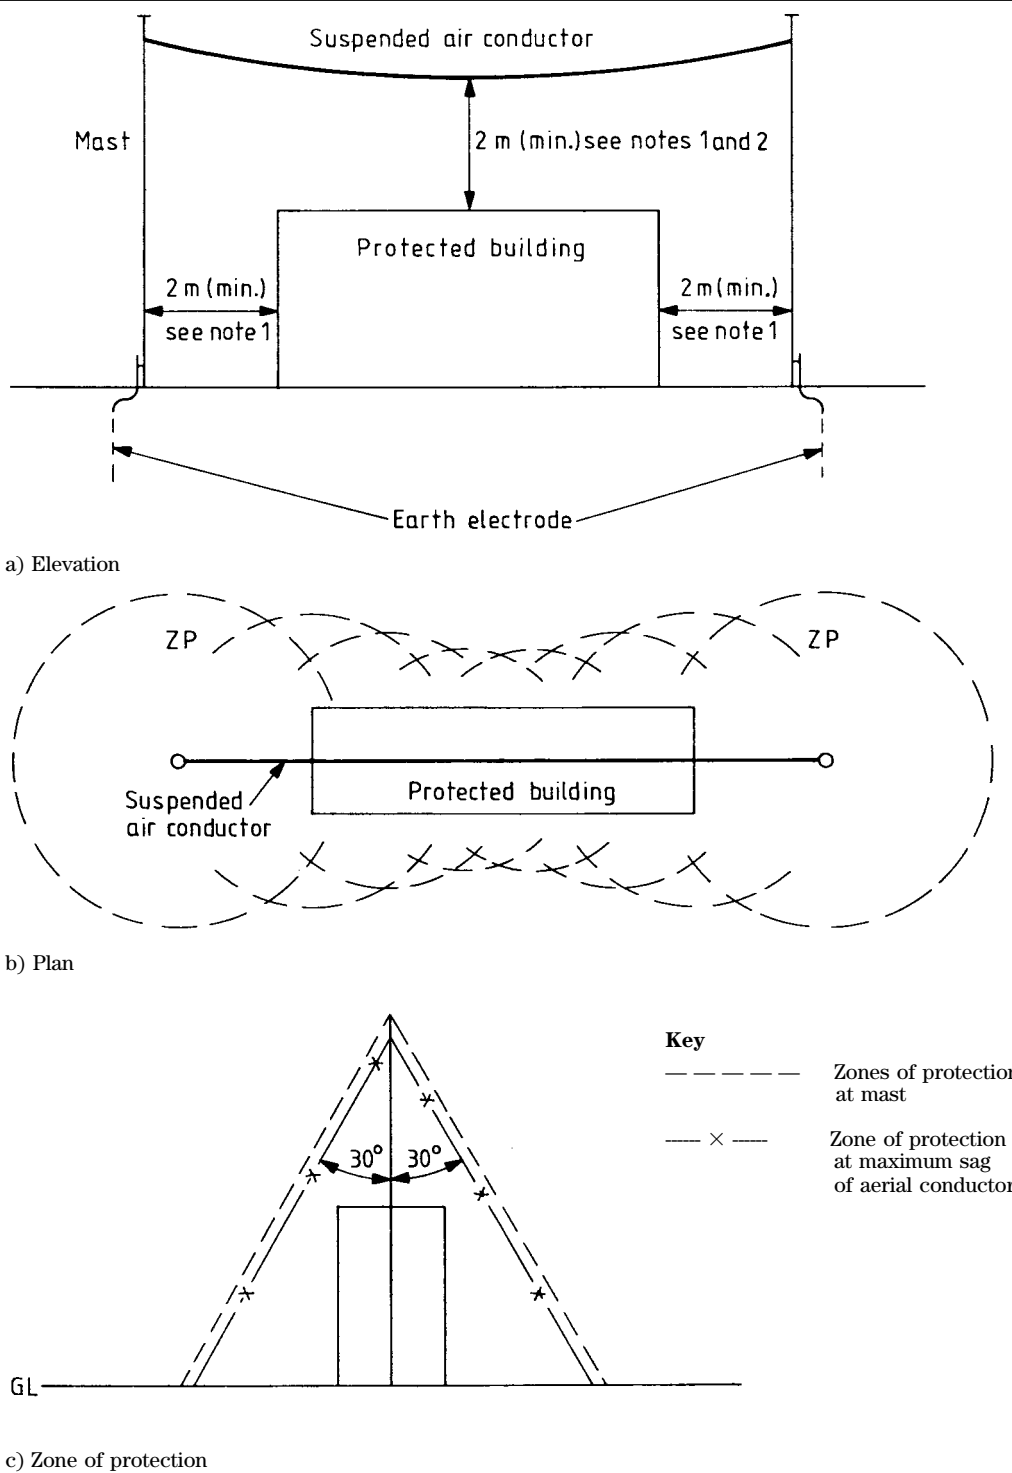 Suspended air conductor
Mast
2 m (min.) see notes 1 and 2
Protected building
2 m (min.)
see note 1
2 m (min.)
see note 1
Earth electrode
a) Elevation
ZP
ZP
Suspended
air conductor
Protected building
b) Plan
30°
30°
GL
Key
Zones of protection
at mast
Zone of protection
at maximum sag
of aerial conductor
c) Zone of protection